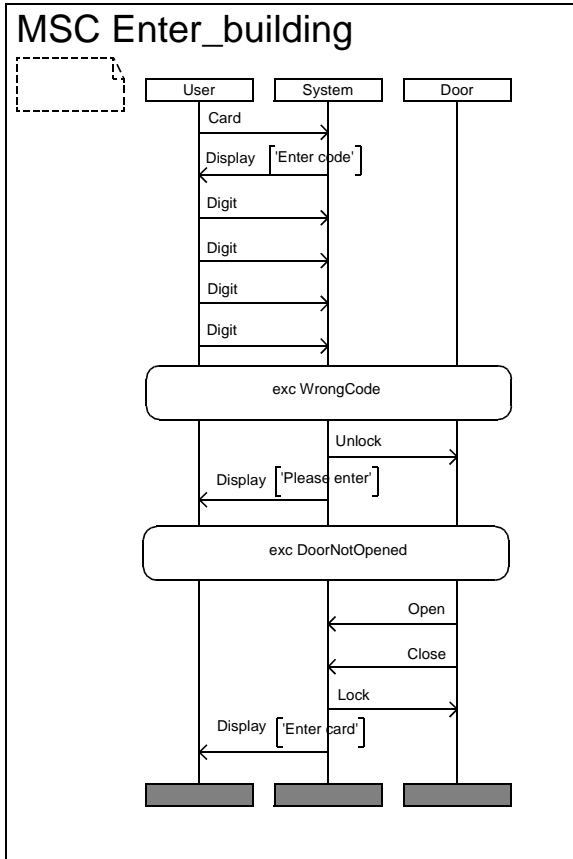 MSC Enter_building
User System Door
Card
Display 'Enter code'
Digit
Digit
Digit
Digit
exc WrongCode
Unlock
Display 'Please enter'
exc DoorNotOpened
Open
Close
Lock
Display 'Enter card'